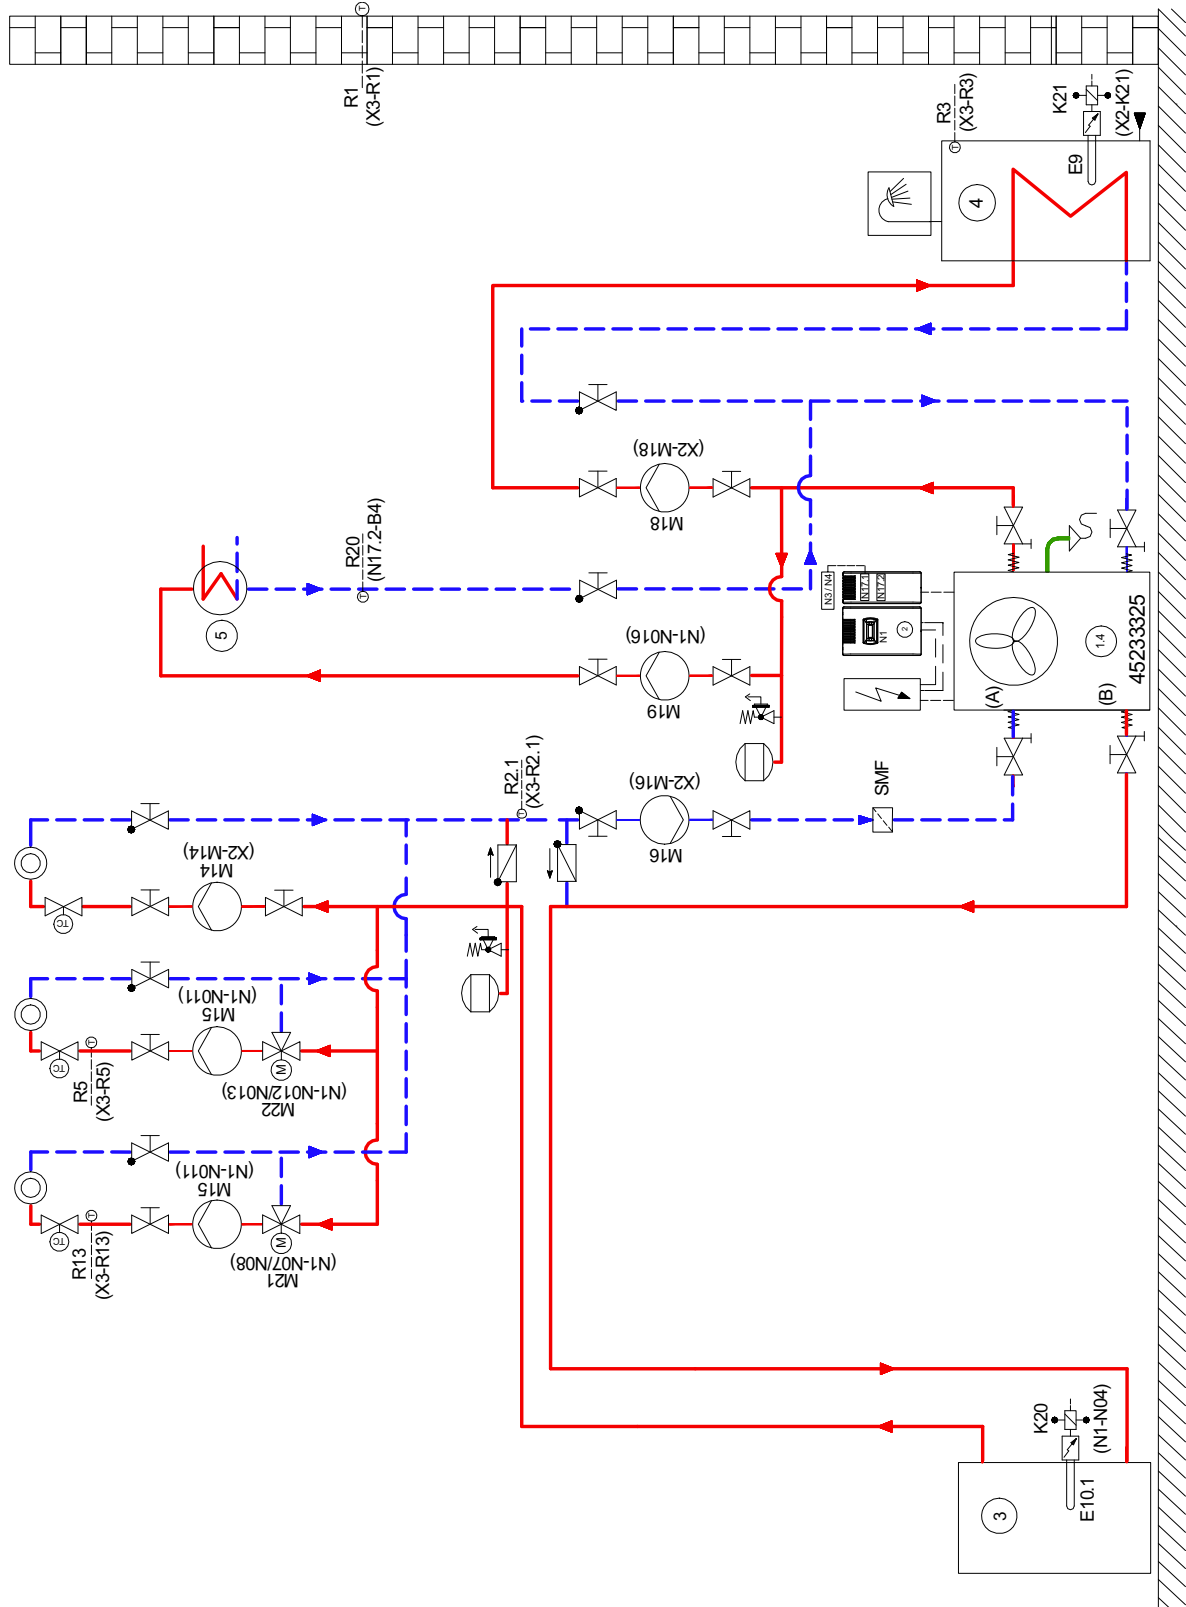 R1
(X3-R1)
R3
(X3-R3)
K21
(X2-K21)
E9
4
M18
(X2-M18)
R20
(N17.2-B4)
5
M19
(N1-N016)
N3 / N4
N17.1
N17.2
N1
2
1.4
45233325
(A)
(B)
R2.1
(X3-R2.1)
M16
(X2-M16)
SMF
M14
(X2-M14)
TC
M15
(N1-N011)
TC
R5
(X3-R5)
M
M22
(N1-N012/N013)
M15
(N1-N011)
TC
R13
(X3-R13)
M
M21
(N1-N07/N08)
T
T
T
T
T
T
K20
(N1-N04)
E10.1
3